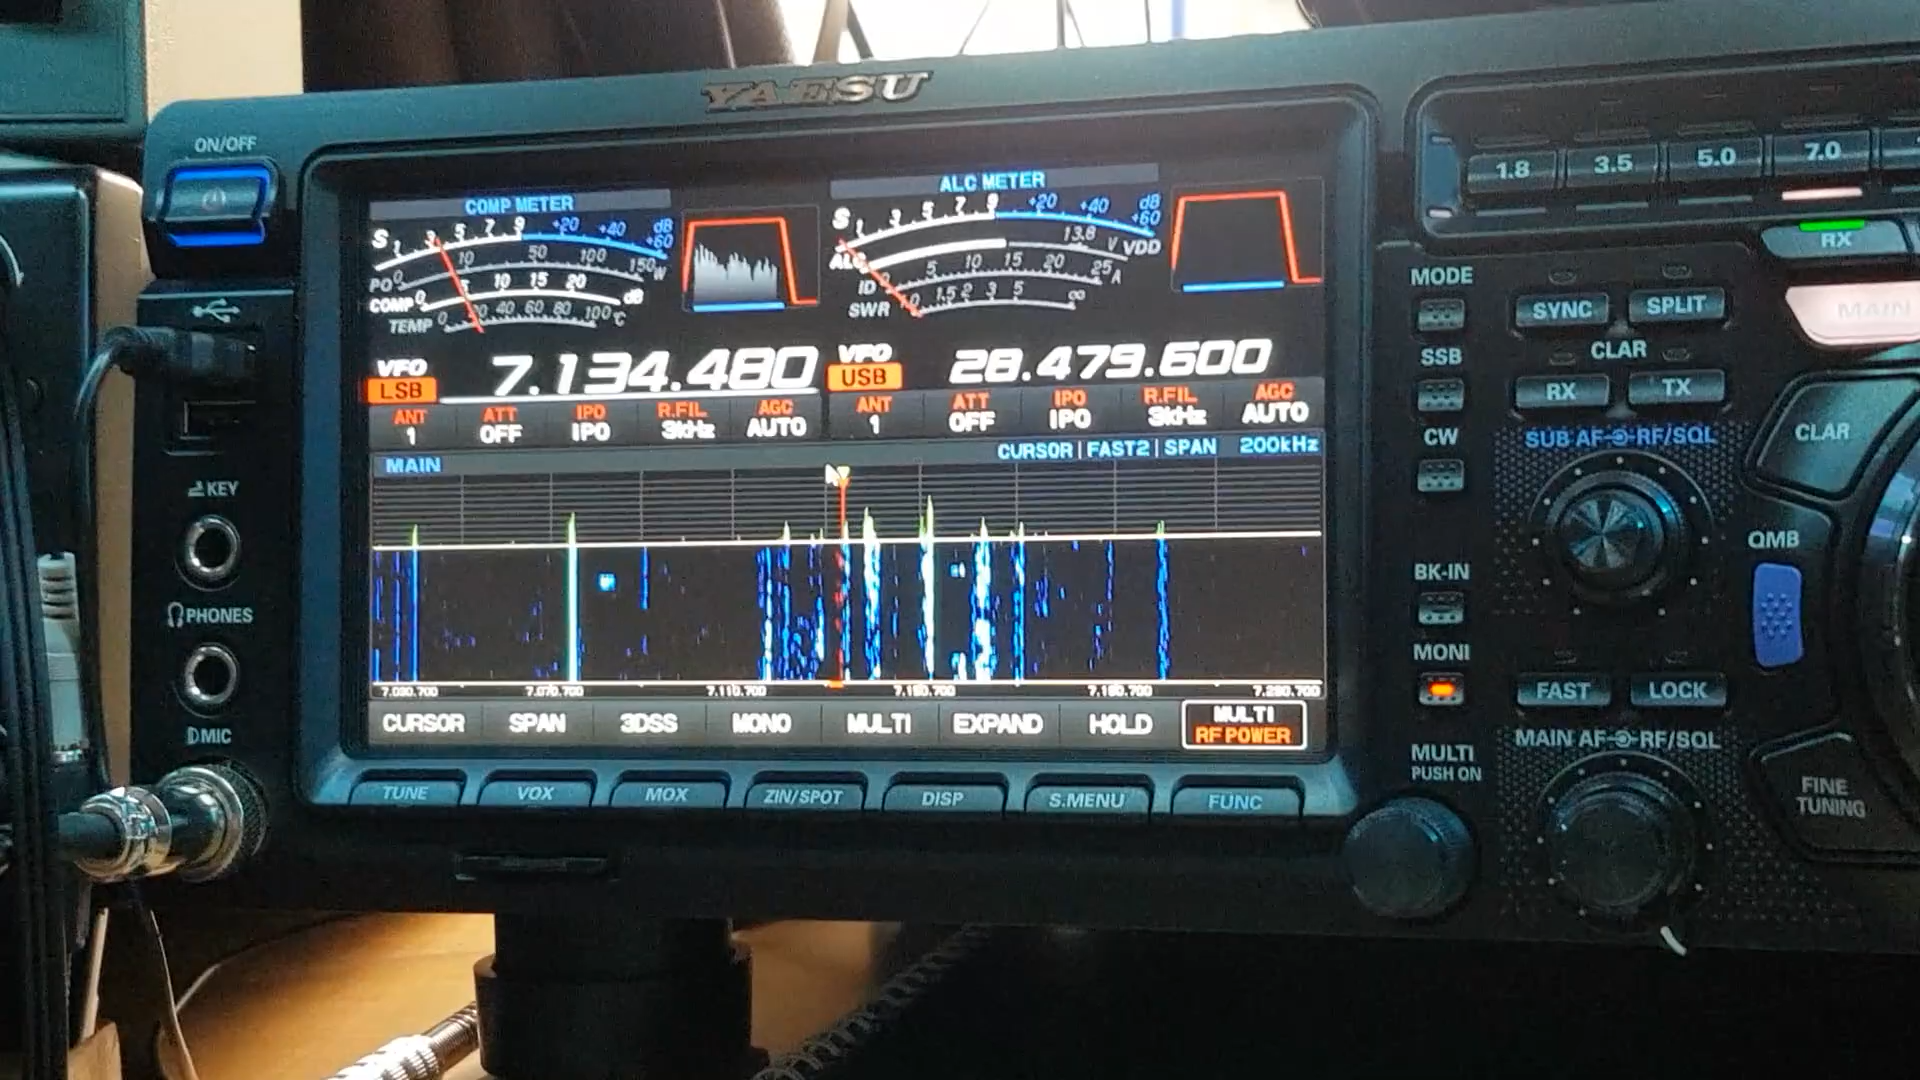 YAESU
ON/OFF
COMP METER
S 1 3 5 7 9 +20 +40 +60 dB
PO 0 10 50 100 150 W
COMP 0 5 10 15 20 dB
TEMP 0 20 40 60 80 100 °C
ALC METER
S 1 3 5 7 9 +20 +40 +60 dB
ALC 13.8 V VDD
ID 0 5 10 15 20 25 A
SWR 0 1.5 2 3 5 ∞
VFO
LSB
7.134.480
VFO
USB
28.479.600
ANT 1
ATT OFF
IPO IPO
R.FIL 3kHz
AGC AUTO
ANT 1
ATT OFF
IPO IPO
R.FIL 3kHz
AGC AUTO
MAIN
CURSOR | FAST2 | SPAN 200kHz
7.030.700 7.070.700 7.110.700 7.150.700 7.190.700
CURSOR SPAN 3DSS MONO MULTI EXPAND HOLD MULTI
RF POWER
TUNE VOX MOX ZIN/SPOT DISP S.MENU FUNC
KEY
PHONES
MIC
1.8 3.5 5.0 7.0
RX
MAIN
MODE
SSB
CW
BK-IN
MONI
MULTI
PUSH ON
SYNC SPLIT
CLAR
RX TX
SUB AF RF/SQL
FAST LOCK
MAIN AF RF/SQL
CLAR
QMB
FINE
TUNING